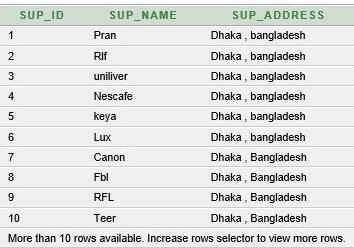 SUP_ID SUP_NAME SUP_ADDRESS
1 Pran Dhaka , bangladesh
2 Rlf Dhaka , bangladesh
3 uniliver Dhaka , bangladesh
4 Nescafe Dhaka , bangladesh
5 keya Dhaka , bangladesh
6 Lux Dhaka , bangladesh
7 Canon Dhaka , Bangladesh
8 Fbl Dhaka , Bangladesh
9 RFL Dhaka , Bangladesh
10 Teer Dhaka , Bangladesh
More than 10 rows available. Increase rows selector to view more rows.